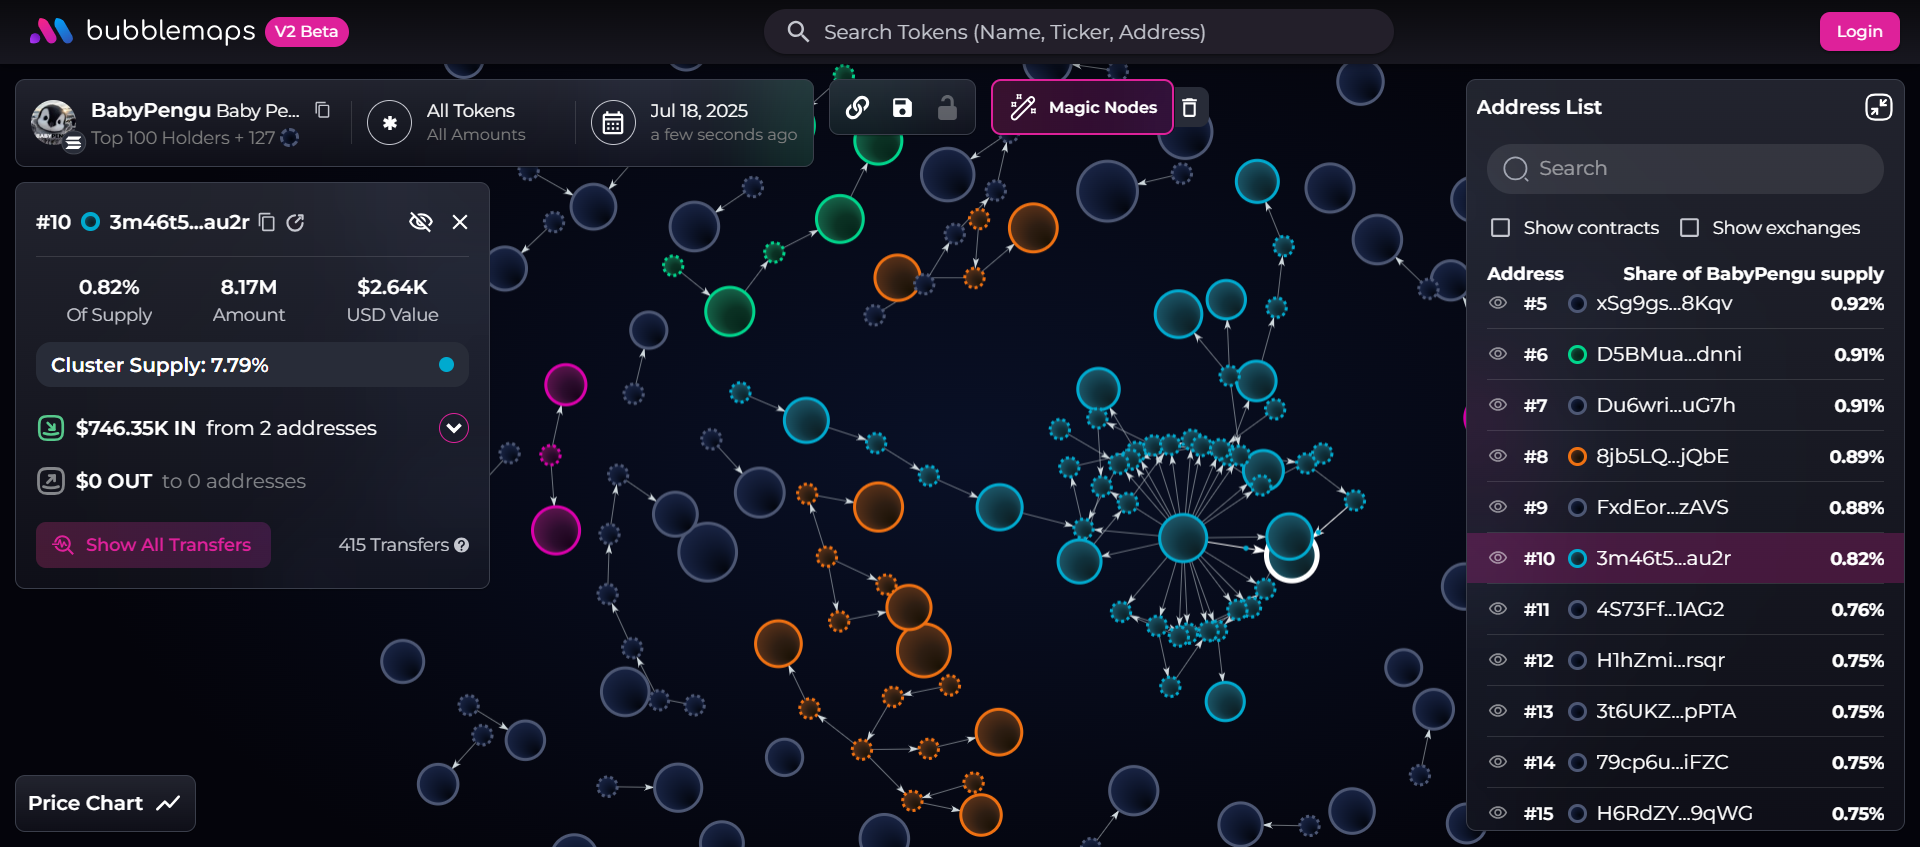 bubblemaps V2 Beta
Search Tokens (Name, Ticker, Address)
Login
BabyPengu Baby Pe...
Top 100 Holders + 127
All Tokens
All Amounts
Jul 18, 2025
a few seconds ago
Magic Nodes
#10 3m46t5...au2r
0.82% 8.17M $2.64K
Of Supply Amount USD Value
Cluster Supply: 7.79%
$746.35K IN from 2 addresses
$0 OUT to 0 addresses
Show All Transfers 415 Transfers
Price Chart
Address List
Search
Show contracts Show exchanges
Address Share of BabyPengu supply
#5 xSg9gs...8Kqv 0.92%
#6 D5BMua...dnni 0.91%
#7 Du6wri...uG7h 0.91%
#8 8jb5LQ...jQbE 0.89%
#9 FxdEor...zAVS 0.88%
#10 3m46t5...au2r 0.82%
#11 4S73Ff...1AG2 0.76%
#12 H1hZmi...rsqr 0.75%
#13 3t6UKZ...pPTA 0.75%
#14 79cp6u...iFZC 0.75%
#15 H6RdZY...9qWG 0.75%